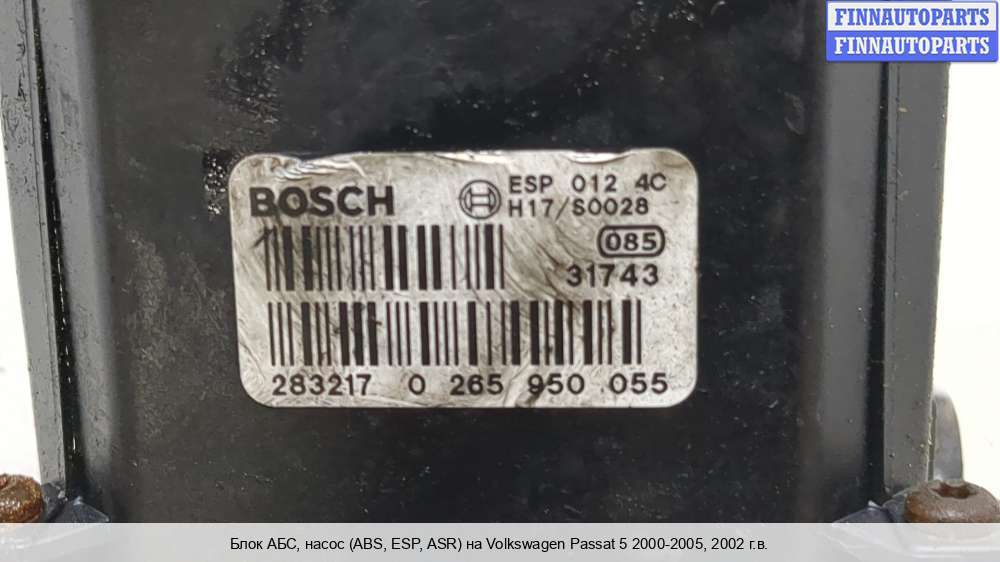 FINNAUTOPARTS
FINNAUTOPARTS
BOSCH ESP 012 4C
H17/S0028
085
31743
283217 0 265 950 055
Блок АБС, насос (ABS, ESP, ASR) на Volkswagen Passat 5 2000-2005, 2002 г.в.